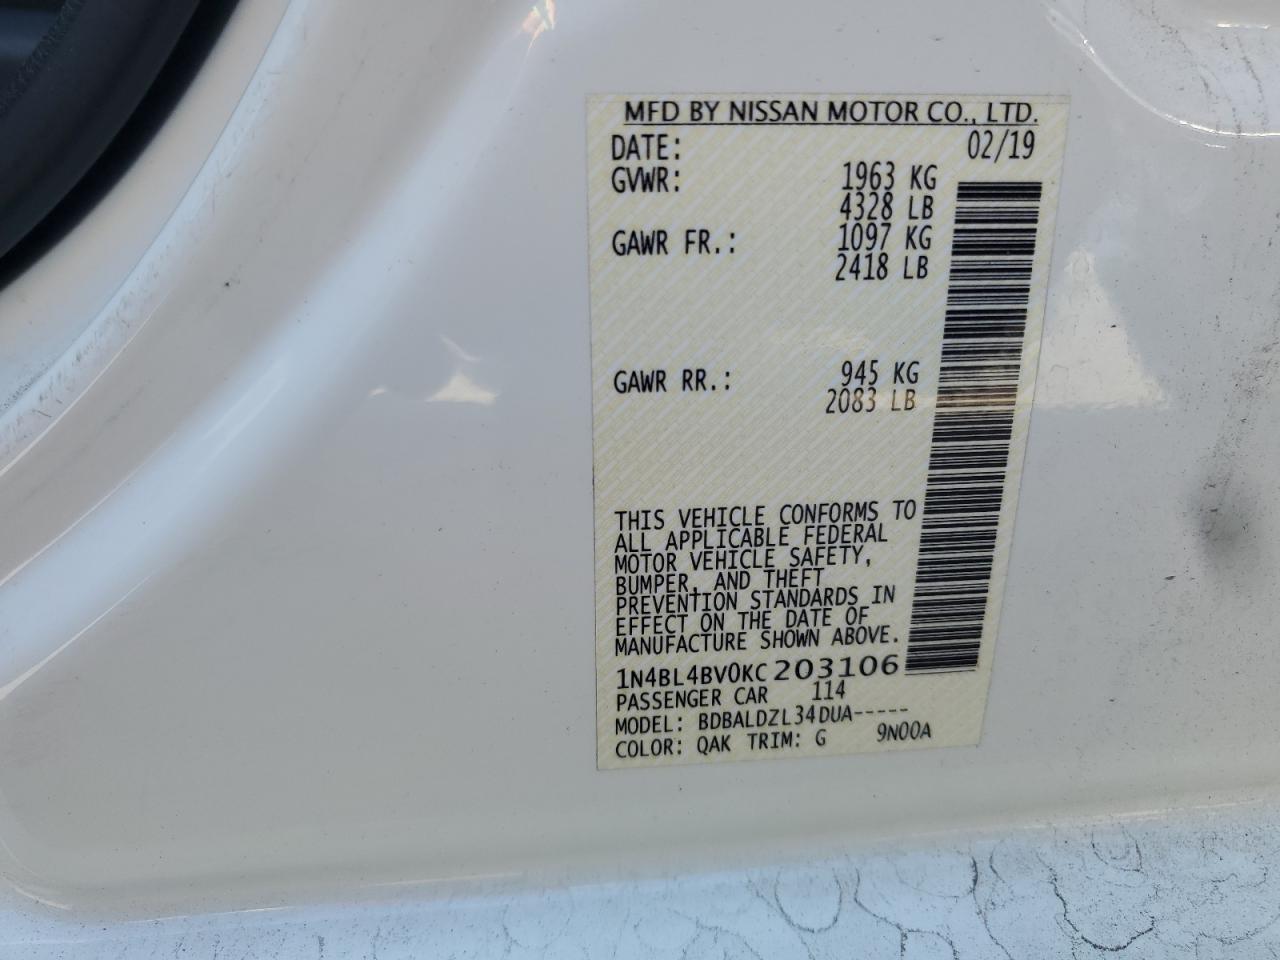 MFD BY NISSAN MOTOR CO., LTD.
DATE: 02/19
GVWR: 1963 KG
4328 LB
GAWR FR.: 1097 KG
2418 LB
GAWR RR.: 945 KG
2083 LB
THIS VEHICLE CONFORMS TO
ALL APPLICABLE FEDERAL
MOTOR VEHICLE SAFETY,
BUMPER, AND THEFT
PREVENTION STANDARDS IN
EFFECT ON THE DATE OF
MANUFACTURE SHOWN ABOVE.
1N4BL4BV0KC203106
PASSENGER CAR 114
MODEL: BDBALDZL34DUA-----
COLOR: QAK TRIM: G 9N00A